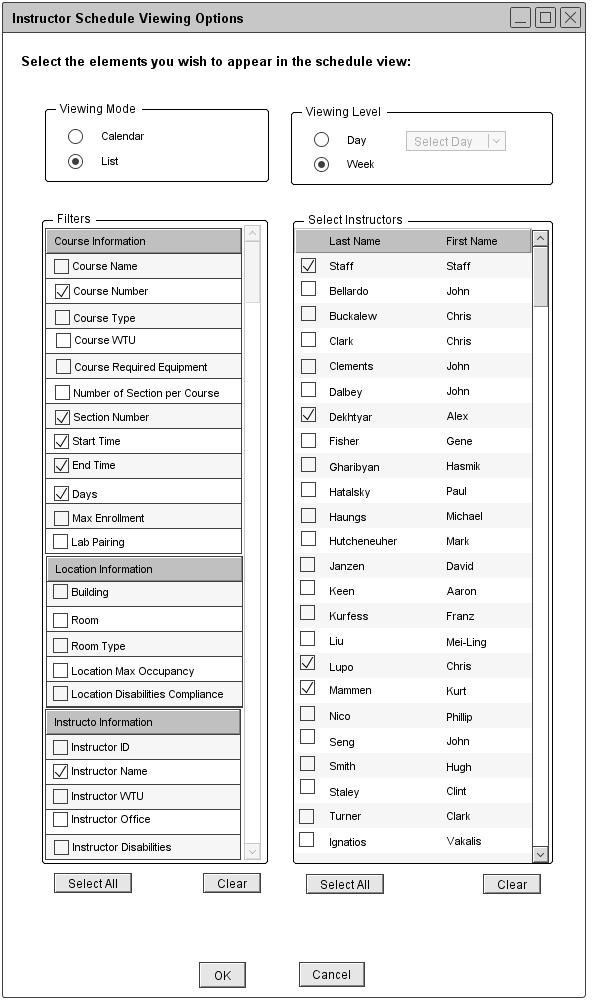 Instructor Schedule Viewing Options
Select the elements you wish to appear in the schedule view:
Viewing Mode
Calendar
List
Viewing Level
Day Select Day
Week
Filters
Course Information
Course Name
Course Number
Course Type
Course WTU
Course Required Equipment
Number of Section per Course
Section Number
Start Time
End Time
Days
Max Enrollment
Lab Pairing
Location Information
Building
Room
Room Type
Location Max Occupancy
Location Disabilities Compliance
Instructo Information
Instructor ID
Instructor Name
Instructor WTU
Instructor Office
Instructor Disabilities
Select All Clear
Select Instructors
Last Name First Name
Staff Staff
Bellardo John
Buckalew Chris
Clark Chris
Clements John
Dalbey John
Dekhtyar Alex
Fisher Gene
Gharibyan Hasmik
Hatalsky Paul
Haungs Michael
Hutcheneuher Mark
Janzen David
Keen Aaron
Kurfess Franz
Liu Mei-Ling
Lupo Chris
Mammen Kurt
Nico Phillip
Seng John
Smith Hugh
Staley Clint
Turner Clark
Ignatios Vakalis
Select All Clear
OK Cancel